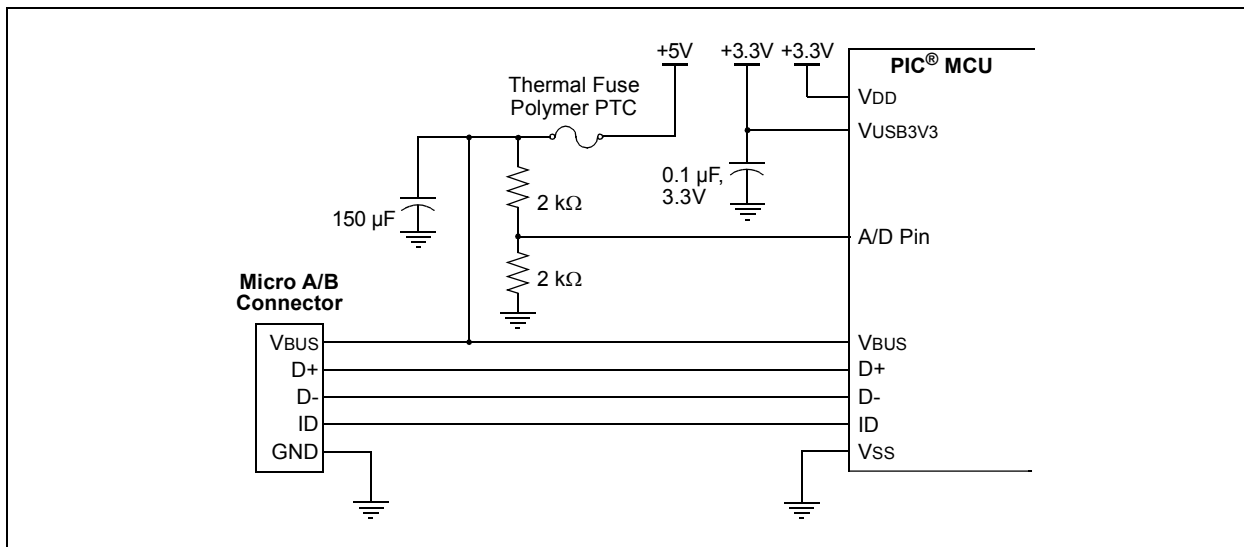 +5V
+3.3V
+3.3V
PIC® MCU
Thermal Fuse
Polymer PTC
VDD
VUSB3V3
0.1 µF,
3.3V
2 kΩ
150 µF
A/D Pin
2 kΩ
Micro A/B
Connector
VBUS
VBUS
D+
D+
D-
D-
ID
ID
GND
VSS